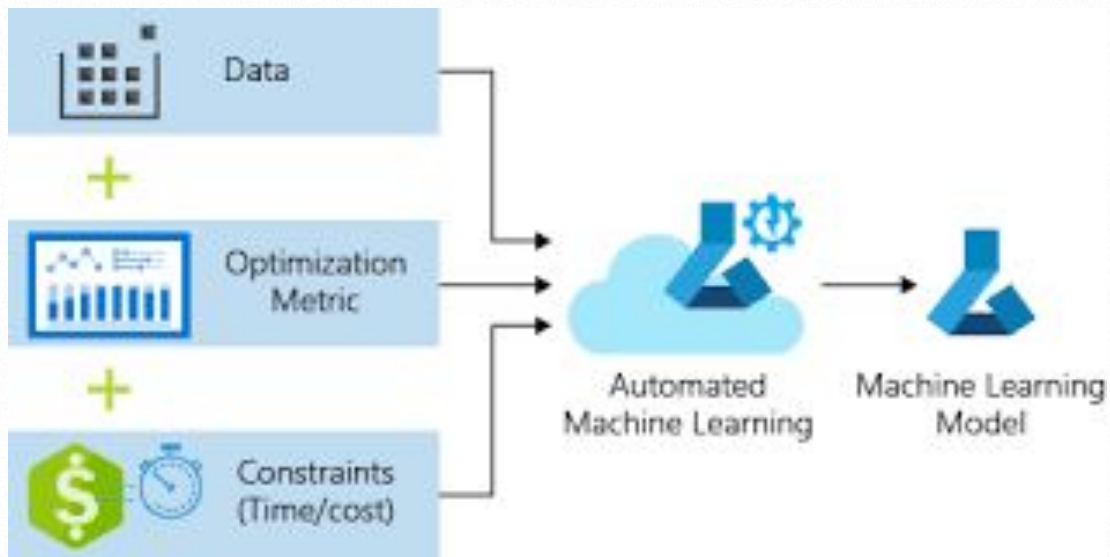 Data
Optimization
Metric
Constraints
(Time/cost)
Automated
Machine Learning
Machine Learning
Model